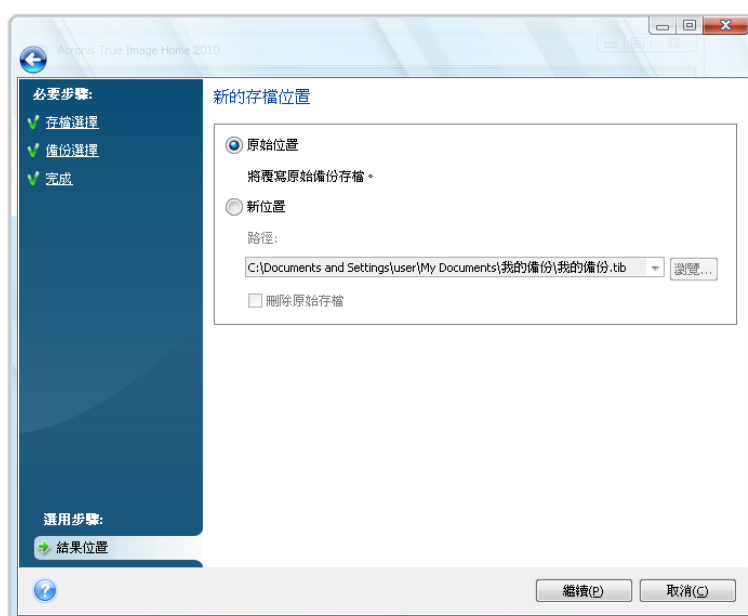 Acronis True Image Home 2010
必要步驟:
存檔選擇
備份選擇
完成
新的存檔位置
原始位置
將覆寫原始備份存檔。
新位置
路徑:
C:\Documents and Settings\user\My Documents\我的備份\我的備份.tib
瀏覽...
刪除原始存檔
選用步驟:
結果位置
繼續(P)
取消(C)